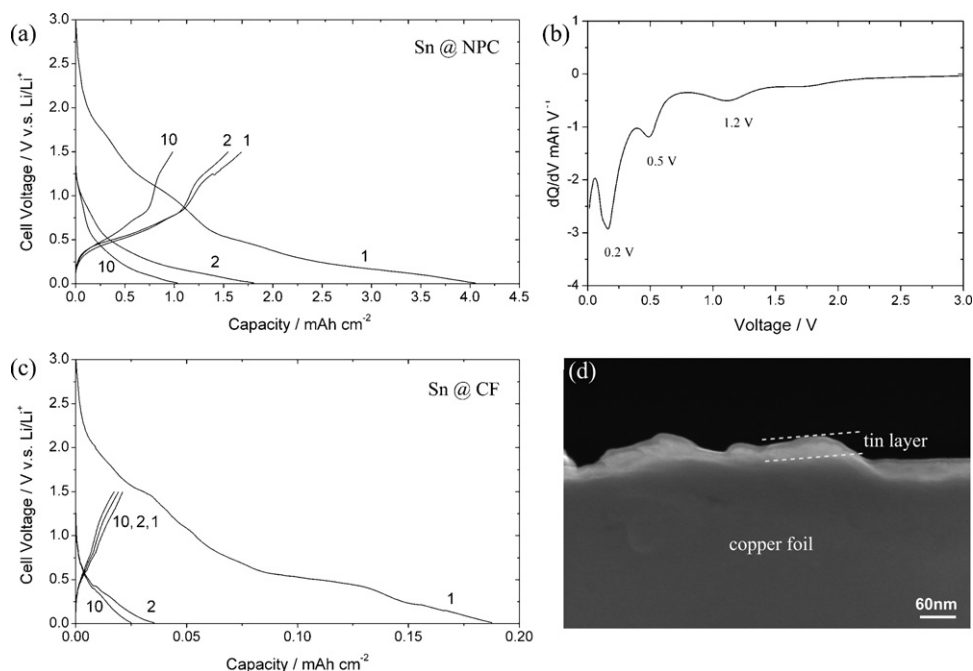 (a)
Sn @ NPC
Cell Voltage / V v.s. Li/Li⁺
3.0
2.5
2.0
1.5
1.0
0.5
0.0
10
2
1
1
2
10
0.0 0.5 1.0 1.5 2.0 2.5 3.0 3.5 4.0 4.5
Capacity / mAh cm⁻²
(b)
dQ/dV mAh V⁻¹
1
0
-1
-2
-3
-4
1.2 V
0.5 V
0.2 V
0.0 0.5 1.0 1.5 2.0 2.5 3.0
Voltage / V
(c)
Sn @ CF
Cell Voltage / V v.s. Li/Li⁺
3.0
2.5
2.0
1.5
1.0
0.5
0.0
10, 2, 1
1
10
2
0.00 0.05 0.10 0.15 0.20
Capacity / mAh cm⁻²
(d)
tin layer
copper foil
60nm